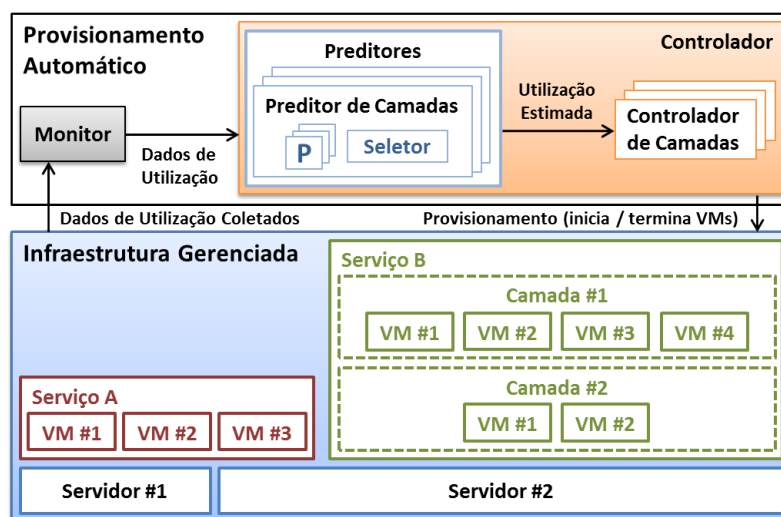 Provisionamento
Automático
Preditores
Controlador
Preditor de Camadas
P
Seletor
Utilização
Estimada
Controlador
de Camadas
Monitor
Dados de
Utilização
Dados de Utilização Coletados
Provisionamento (inicia / termina VMs)
Infraestrutura Gerenciada
Serviço B
Camada #1
VM #1
VM #2
VM #3
VM #4
Serviço A
VM #1
VM #2
VM #3
Camada #2
VM #1
VM #2
Servidor #1
Servidor #2